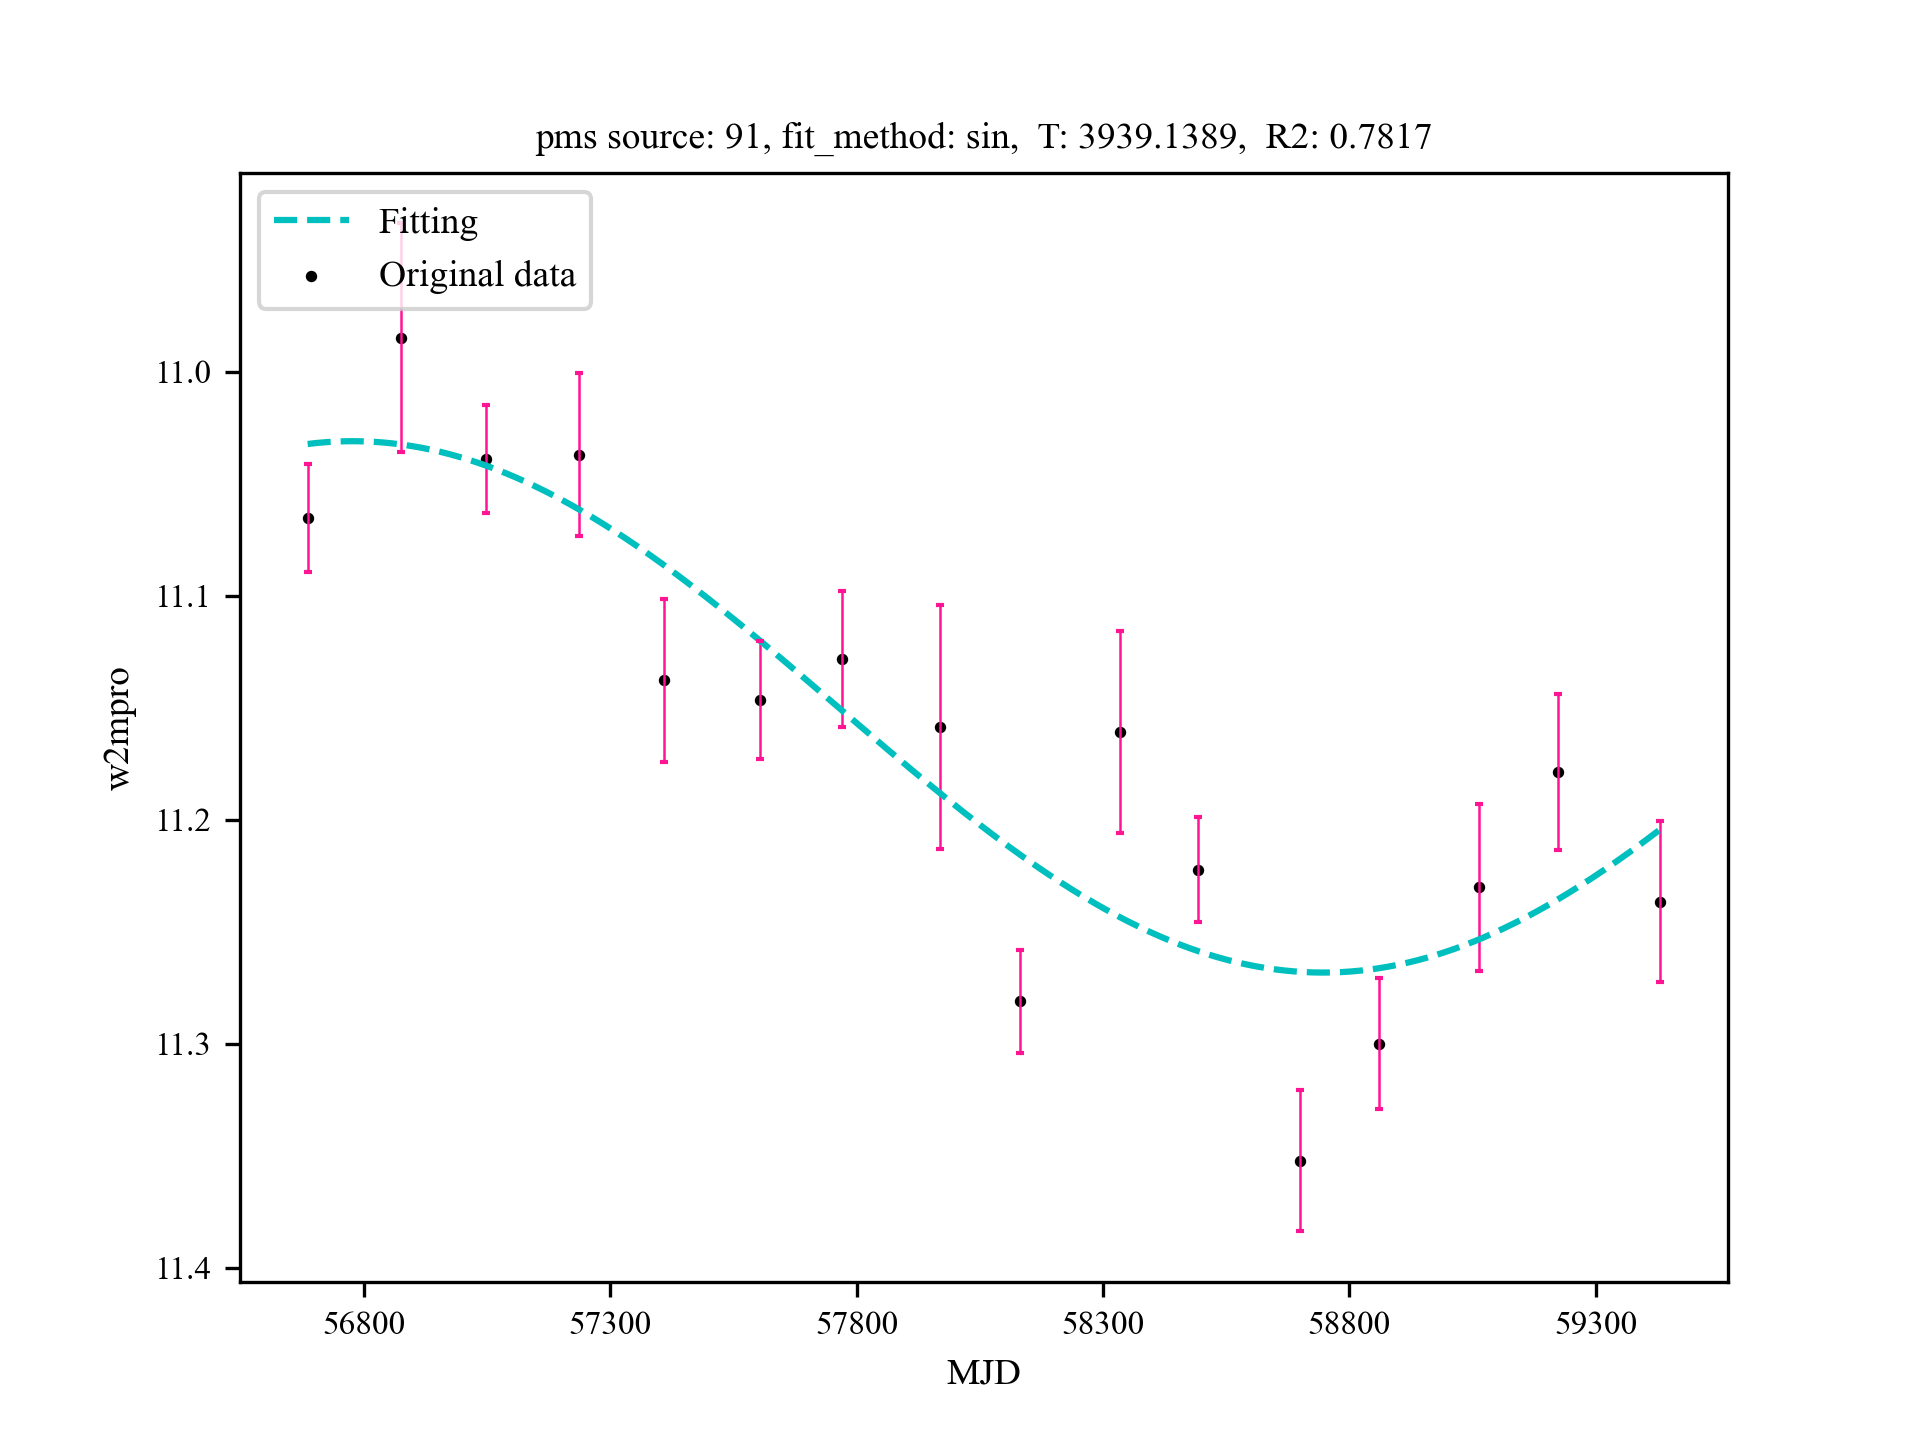 pms source: 91, fit_method: sin,  T: 3939.1389,  R2: 0.7817
Fitting
Original data
11.0
11.1
11.2
11.3
11.4
w2mpro
56800
57300
57800
58300
58800
59300
MJD